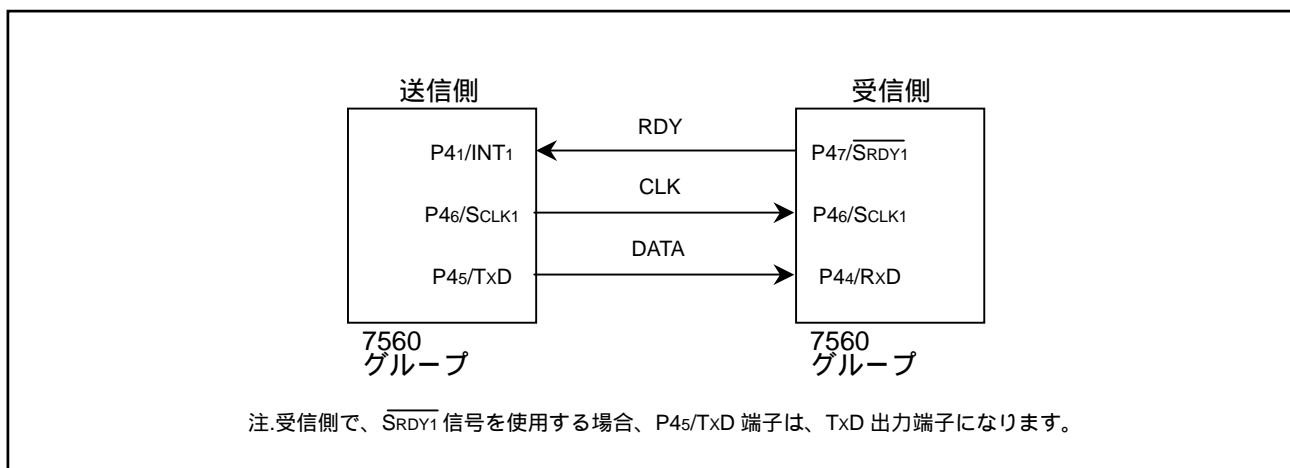 送信側
受信側
RDY
P41/INT1
P47/S̅R̅D̅Y̅1̅
CLK
P46/SCLK1
P46/SCLK1
DATA
P45/TXD
P44/RXD
7560
グループ
7560
グループ
注.受信側で、S̅R̅D̅Y̅1̅ 信号を使用する場合、P45/TXD 端子は、TXD 出力端子になります。